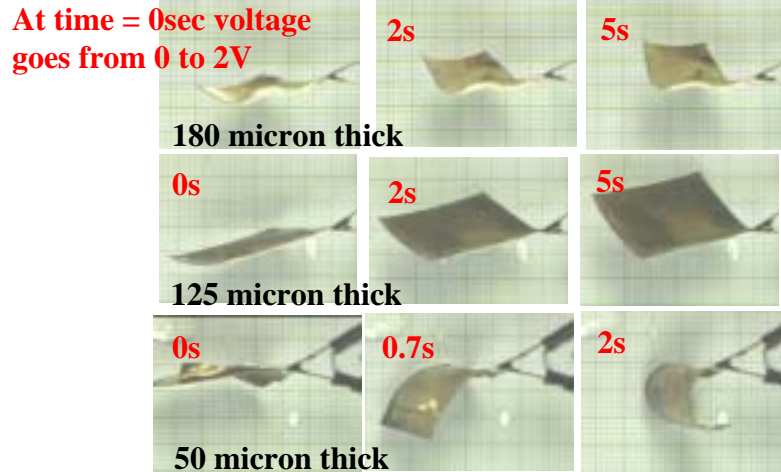 At time = 0sec voltage
goes from 0 to 2V
2s
5s
180 micron thick
0s
2s
5s
125 micron thick
0s
0.7s
2s
50 micron thick